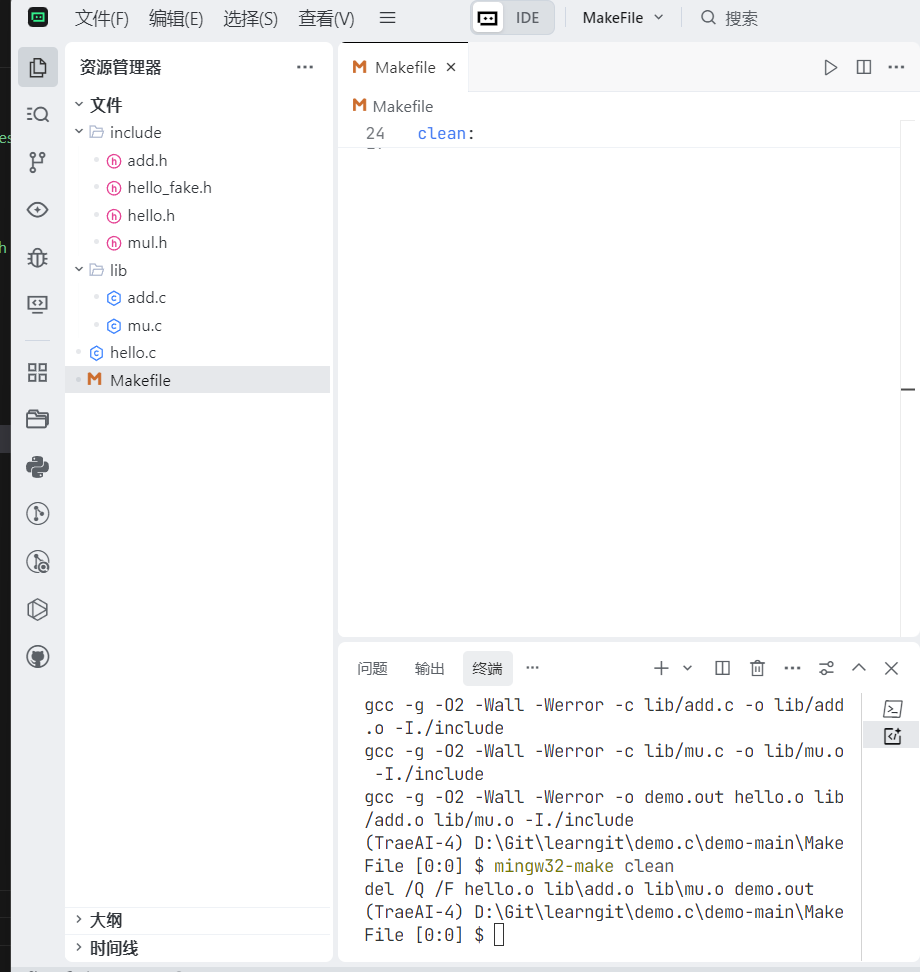 文件(F) 编辑(E) 选择(S) 查看(V) IDE MakeFile 搜索
资源管理器
文件
include
add.h
hello_fake.h
hello.h
mul.h
lib
add.c
mu.c
hello.c
Makefile
大纲
时间线
Makefile
Makefile
24 clean:
问题 输出 终端
gcc -g -O2 -Wall -Werror -c lib/add.c -o lib/add
.o -I./include
gcc -g -O2 -Wall -Werror -c lib/mu.c -o lib/mu.o
-I./include
gcc -g -O2 -Wall -Werror -o demo.out hello.o lib
/add.o lib/mu.o -I./include
(TraeAI-4) D:\Git\learngit\demo.c\demo-main\Make
File [0:0] $ mingw32-make clean
del /Q /F hello.o lib\add.o lib\mu.o demo.out
(TraeAI-4) D:\Git\learngit\demo.c\demo-main\Make
File [0:0] $